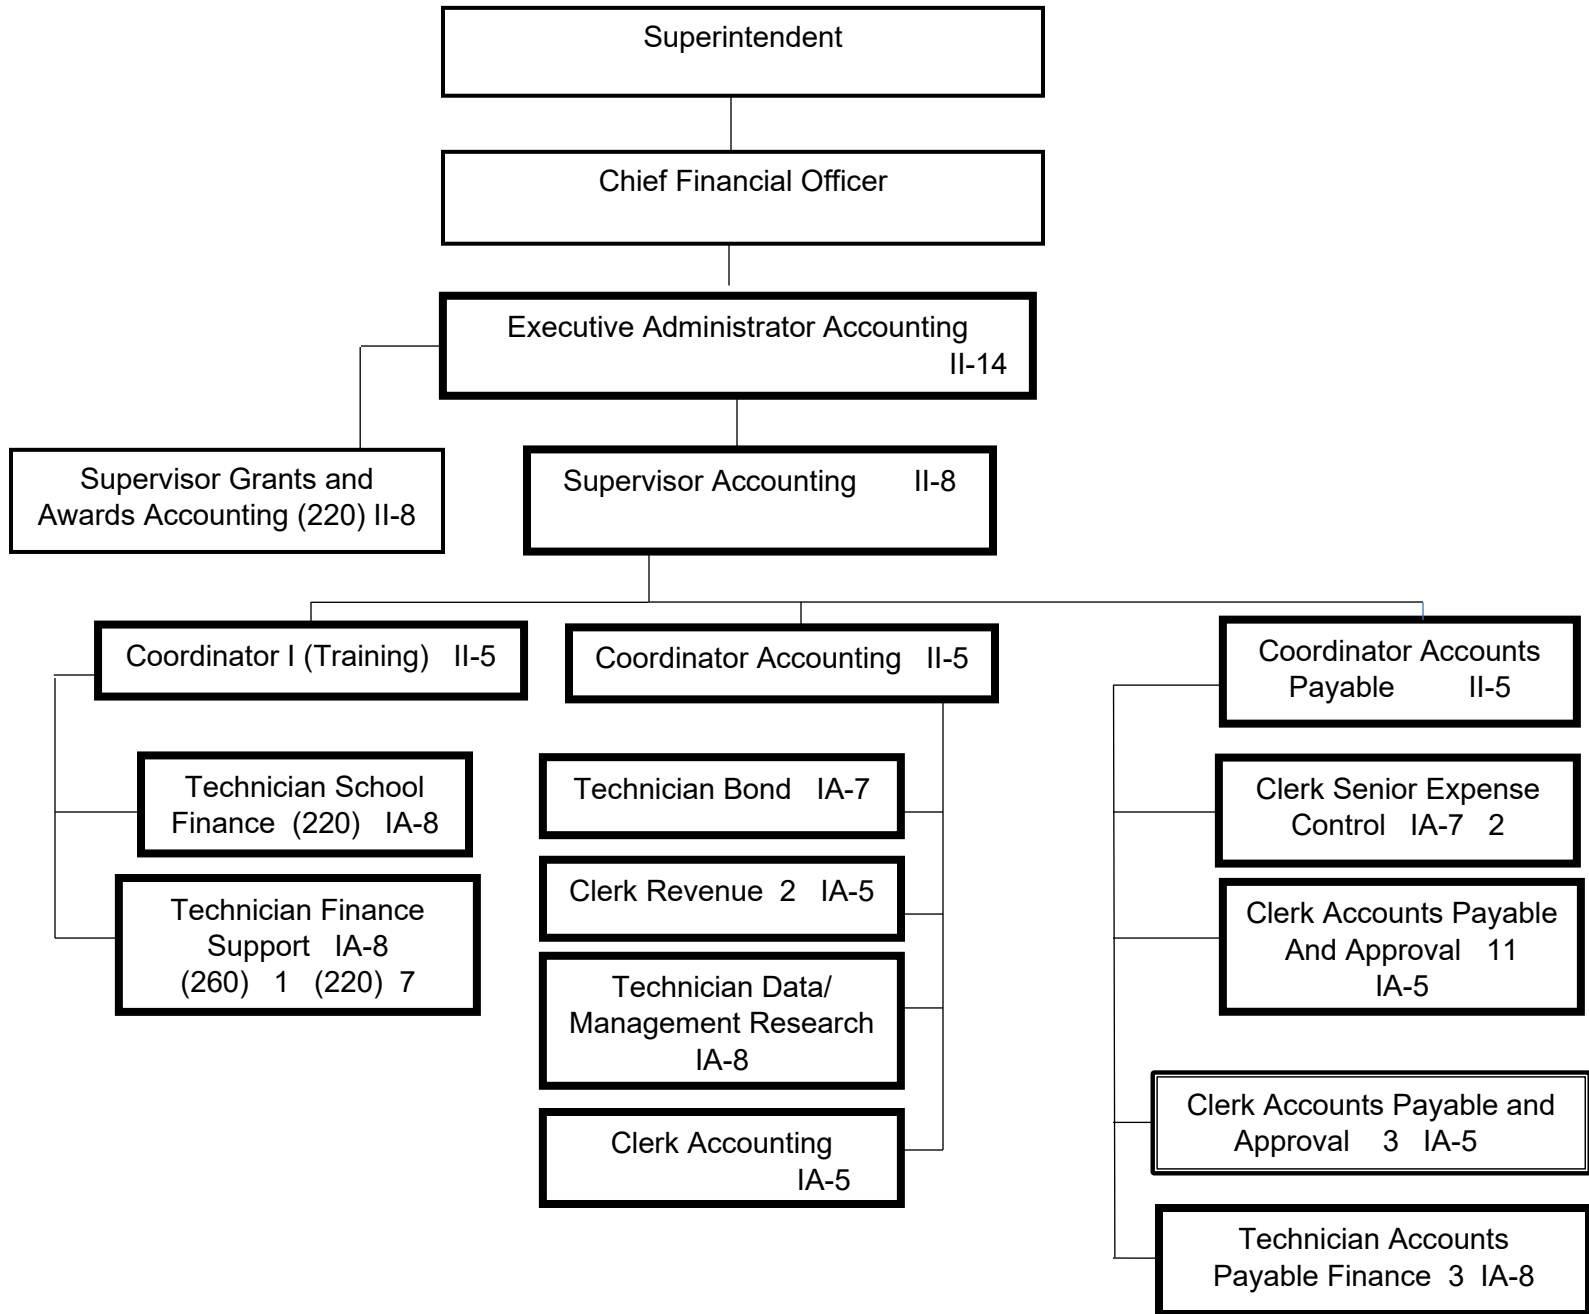 Superintendent
Chief Financial Officer
Executive Administrator Accounting
II-14
Supervisor Grants and
Awards Accounting (220) II-8
Supervisor Accounting II-8
Coordinator I (Training) II-5
Technician School
Finance (220) IA-8
Technician Finance
Support IA-8
(260) 1 (220) 7
Coordinator Accounting II-5
Technician Bond IA-7
Clerk Revenue 2 IA-5
Technician Data/
Management Research
IA-8
Clerk Accounting
IA-5
Coordinator Accounts
Payable II-5
Clerk Senior Expense
Control IA-7 2
Clerk Accounts Payable
And Approval 11
IA-5
Clerk Accounts Payable and
Approval 3 IA-5
Technician Accounts
Payable Finance 3 IA-8